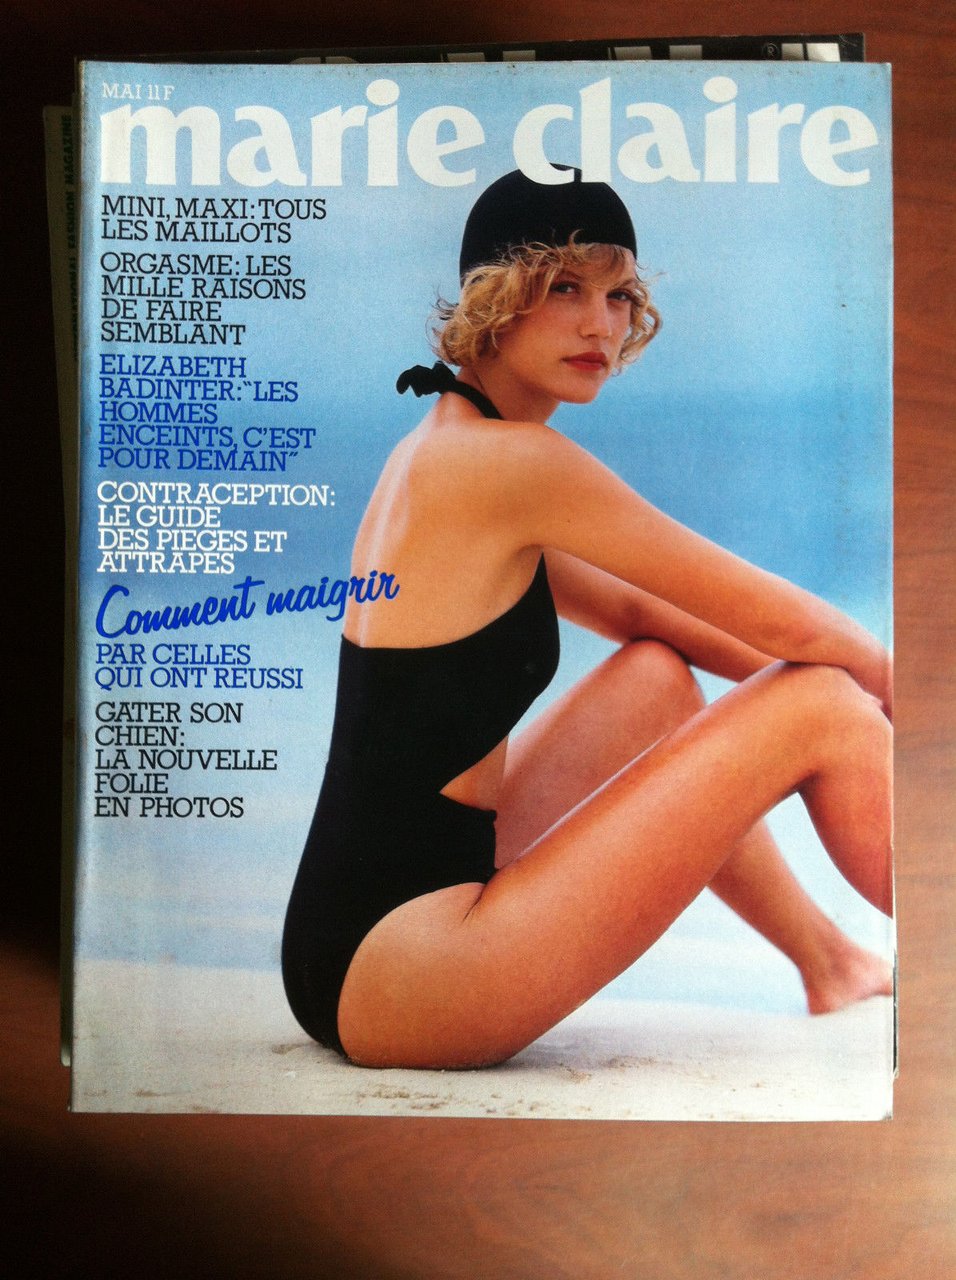 MAI 11F
marie claire
MINI, MAXI: TOUS
LES MAILLOTS
ORGASME: LES
MILLE RAISONS
DE FAIRE
SEMBLANT
ELIZABETH
BADINTER: "LES
HOMMES
ENCEINTS, C'EST
POUR DEMAIN"
CONTRACEPTION:
LE GUIDE
DES PIEGES ET
ATTRAPES
Comment maigrir
PAR CELLES
QUI ONT REUSSI
GATER SON
CHIEN:
LA NOUVELLE
FOLIE
EN PHOTOS
FASHION MAGAZINE
®